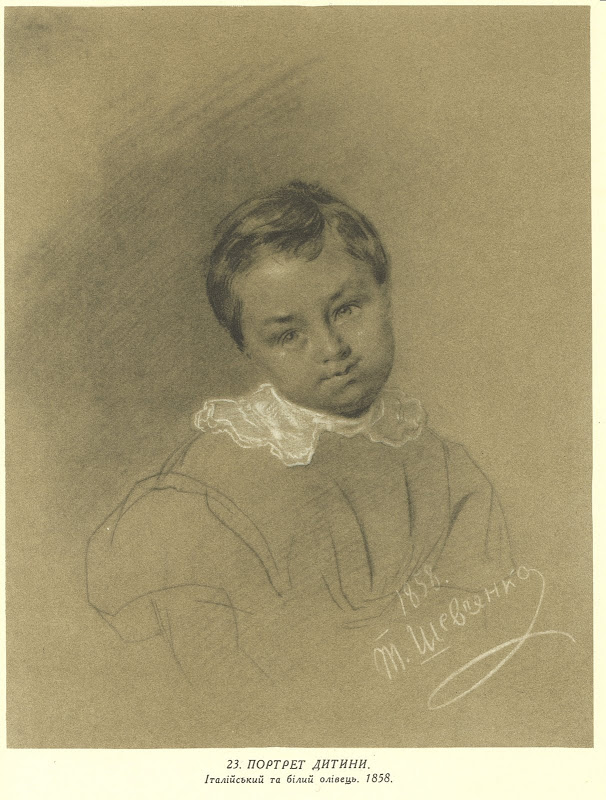 1858.
Т. Шевченко
23. ПОРТРЕТ ДИТИНИ.
Італійський та білий олівець. 1858.